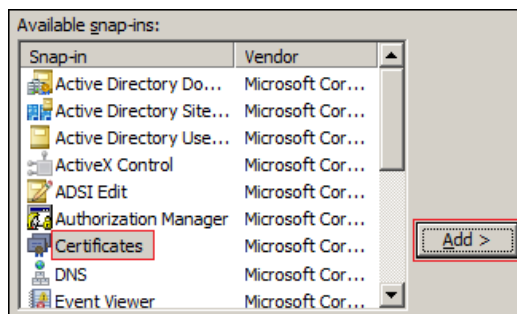 Available snap-ins:
Snap-in Vendor
Active Directory Do... Microsoft Cor...
Active Directory Site... Microsoft Cor...
Active Directory Use... Microsoft Cor...
ActiveX Control Microsoft Cor...
ADSI Edit Microsoft Cor...
Authorization Manager Microsoft Cor...
Certificates Microsoft Cor...
Add >
DNS Microsoft Cor...
Event Viewer Microsoft Cor...